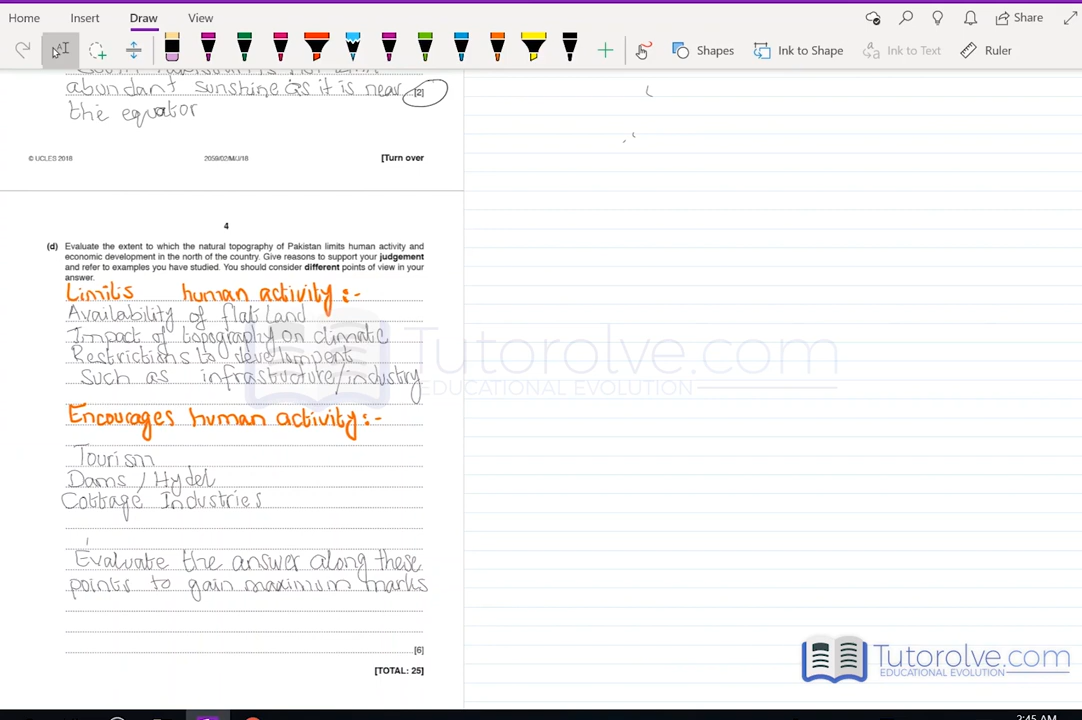 Home Insert Draw View Share
Shapes Ink to Shape Ink to Text Ruler
abundant sunshine as it is near [2]
the equator
© UCLES 2018 2059/02/M/J/18 [Turn over
4
(d) Evaluate the extent to which the natural topography of Pakistan limits human activity and
economic development in the north of the country. Give reasons to support your judgement
and refer to examples you have studied. You should consider different points of view in your
answer.
Limits human activity :-
Availability of flat Land
Impact of topography on climatic
Restrictions to
such as infrastucture/industry
Encourages human activity :-
Tourism
Dams / Hydel
Cottage Industries
Evaluate the answer along these
points to gain maximum marks
[6]
[TOTAL: 25]
Tutorolve.com
EDUCATIONAL EVOLUTION
Tutorolve.com
EDUCATIONAL EVOLUTION
2:45 AM